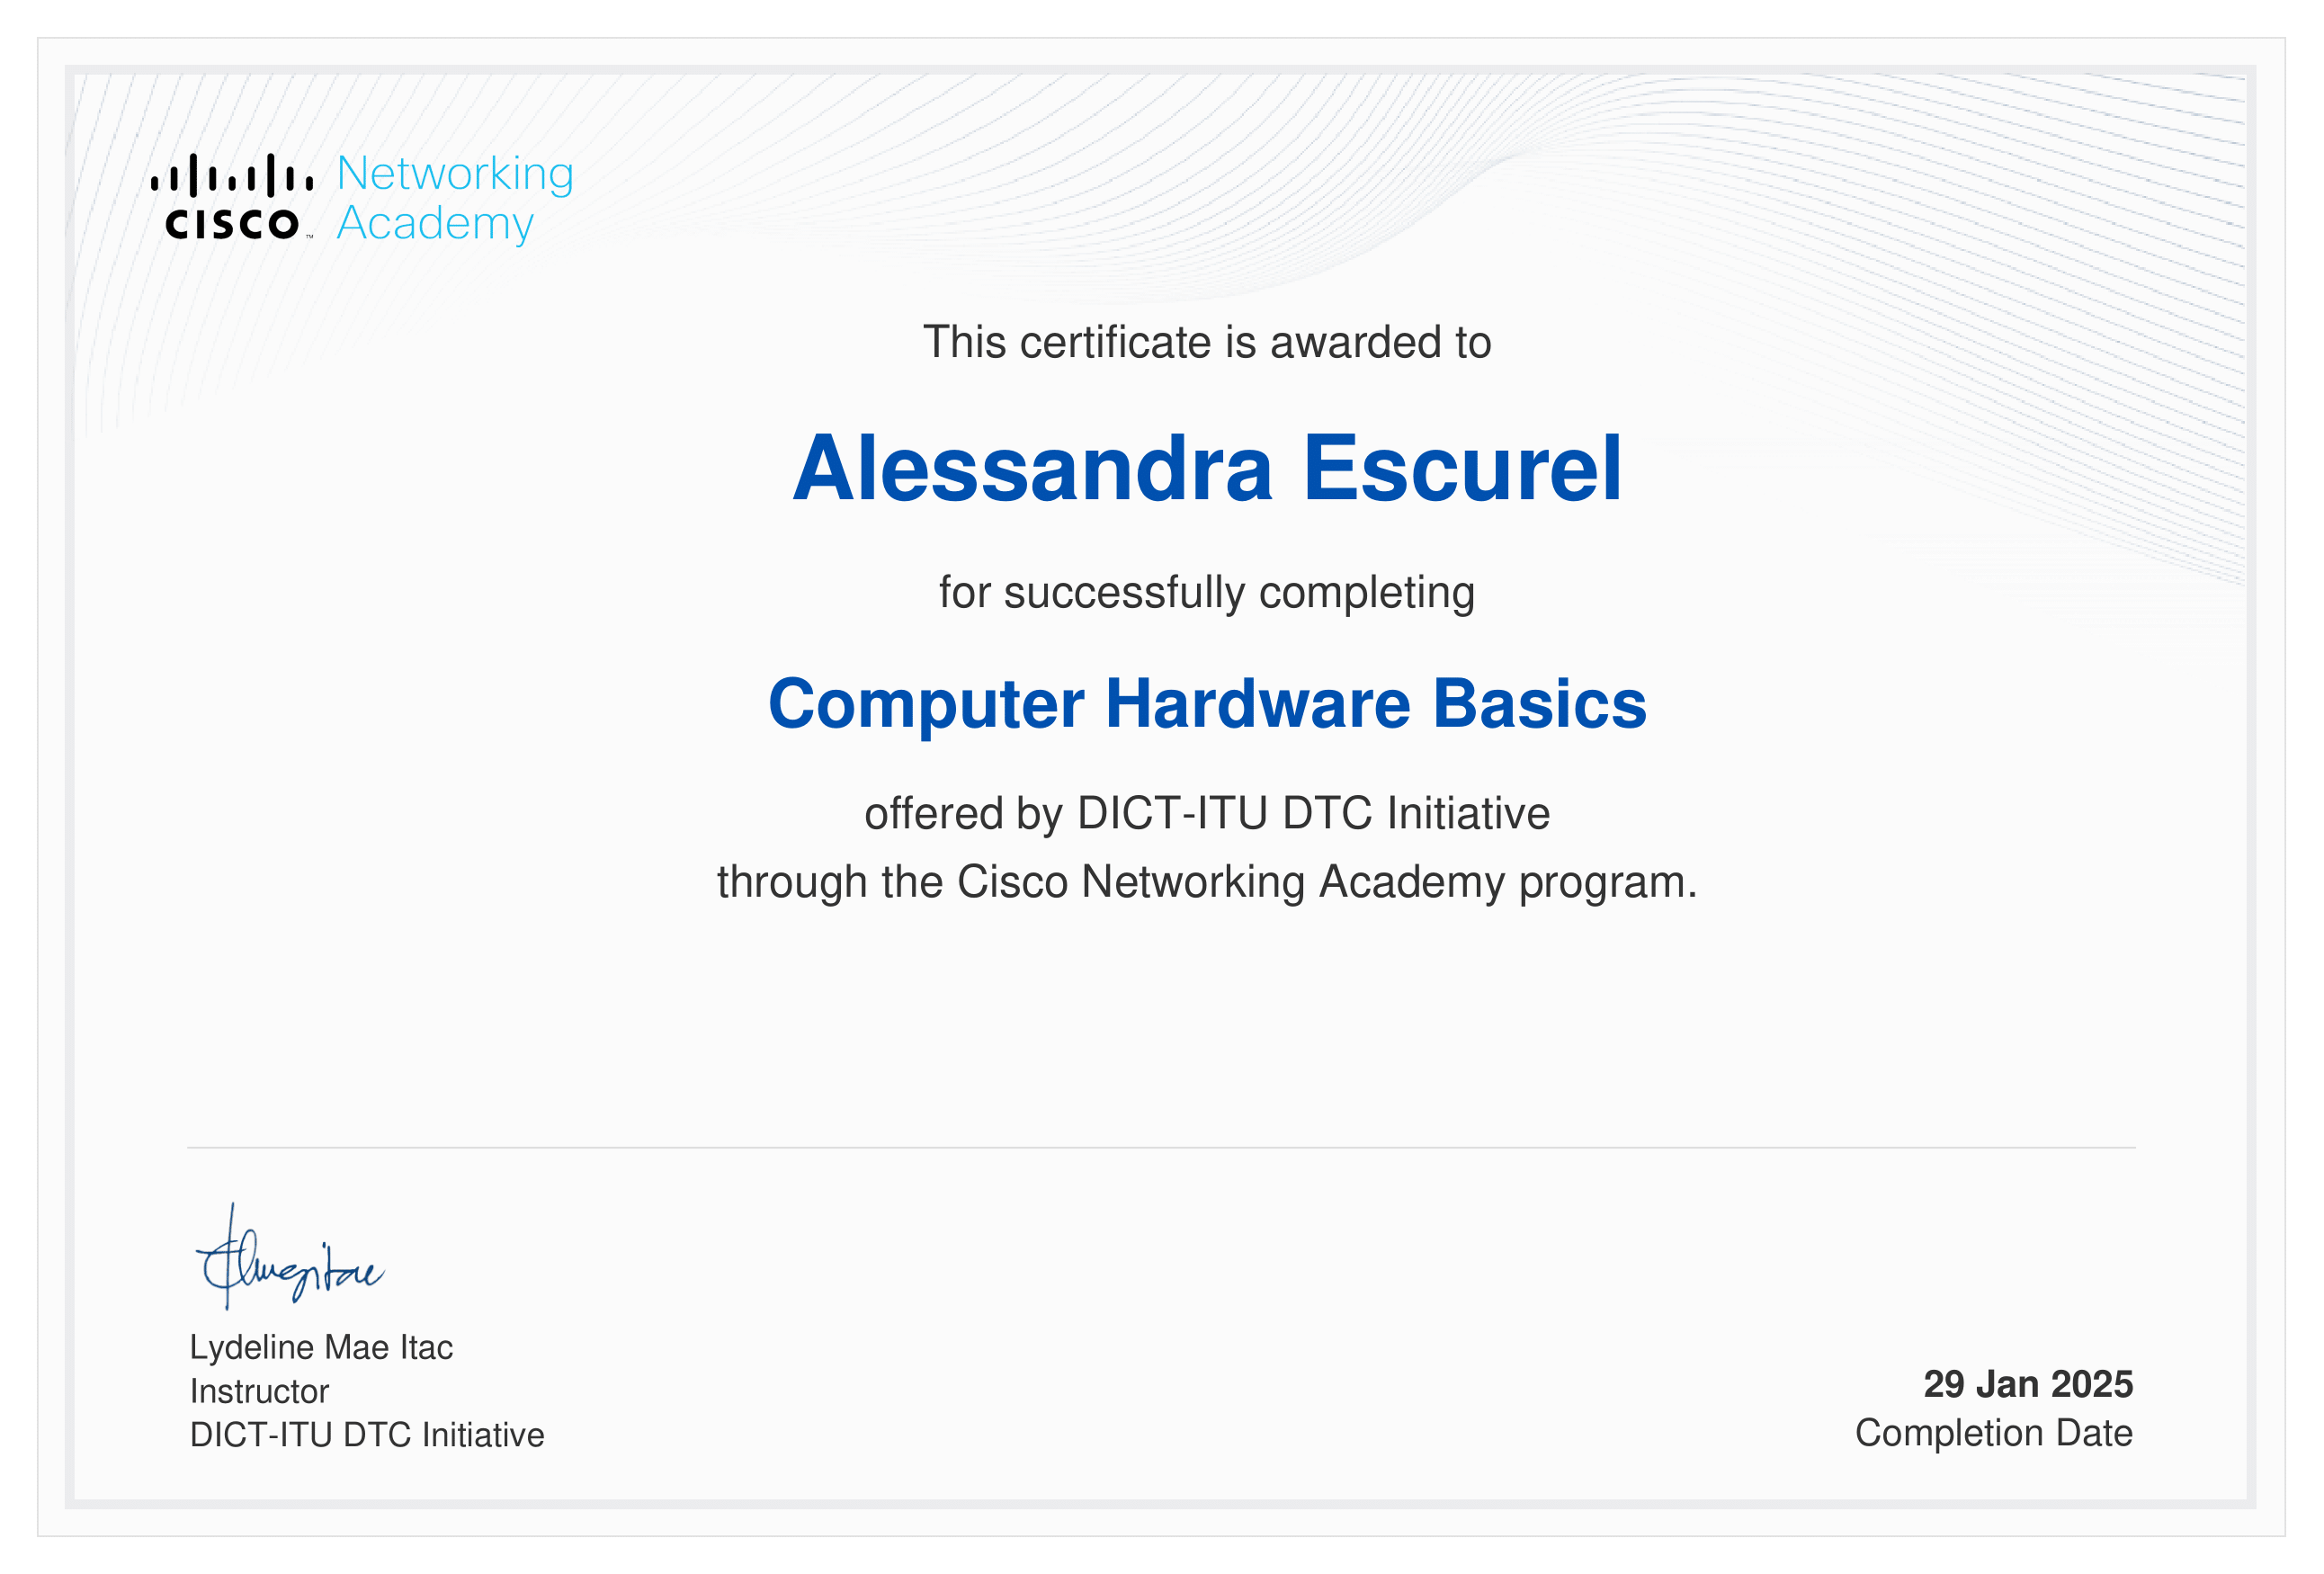 CISCO™
Networking
Academy
This certificate is awarded to
Alessandra Escurel
for successfully completing
Computer Hardware Basics
offered by DICT-ITU DTC Initiative
through the Cisco Networking Academy program.
Lydeline Mae Itac
Instructor
DICT-ITU DTC Initiative
29 Jan 2025
Completion Date